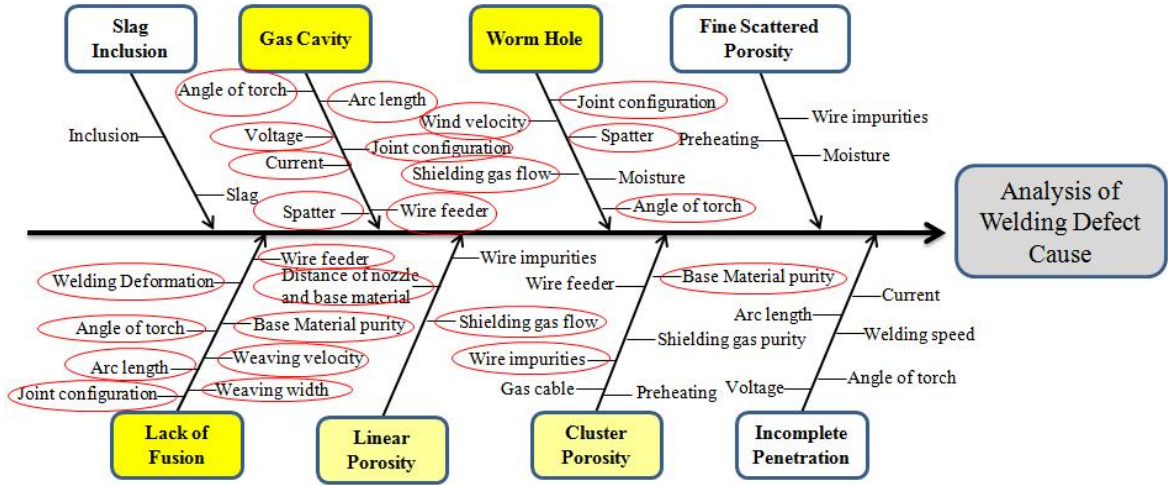 Slag
Inclusion
Gas Cavity
Worm Hole
Fine Scattered
Porosity
Inclusion
Slag
Angle of torch
Arc length
Voltage
Joint configuration
Current
Spatter
Wire feeder
Joint configuration
Wind velocity
Spatter
Shielding gas flow
Moisture
Angle of torch
Wire impurities
Preheating
Moisture
Analysis of
Welding Defect
Cause
Wire feeder
Welding Deformation
Angle of torch
Base Material purity
Arc length
Weaving velocity
Joint configuration
Weaving width
Wire impurities
Distance of nozzle
and base material
Shielding gas flow
Base Material purity
Wire feeder
Shielding gas purity
Wire impurities
Gas cable
Preheating
Current
Arc length
Welding speed
Angle of torch
Voltage
Lack of
Fusion
Linear
Porosity
Cluster
Porosity
Incomplete
Penetration